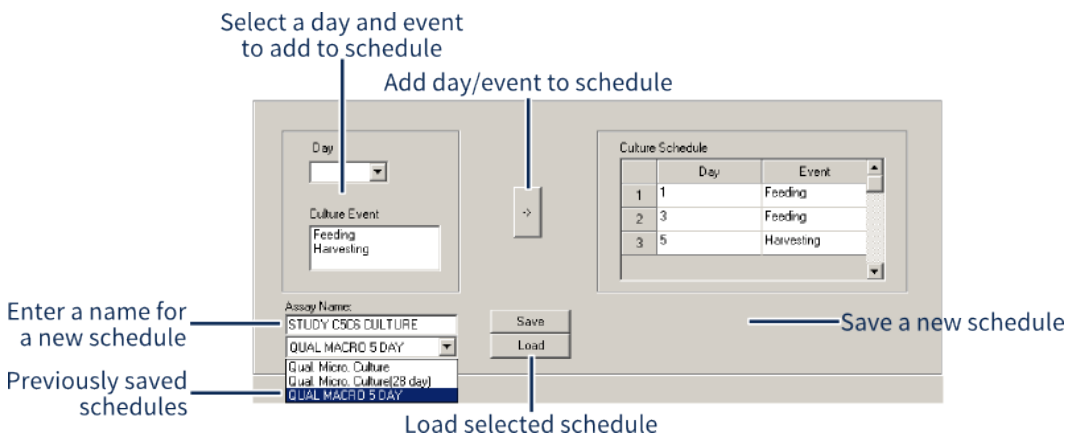 Select a day and event
to add to schedule
Add day/event to schedule
Day
Culture Event
Feeding
Harvesting
->
Culture Schedule
Day Event
1 1 Feeding
2 3 Feeding
3 5 Harvesting
Enter a name for
a new schedule
Assay Name:
STUDY C5C6 CULTURE
QUAL MACRO 5 DAY
Save
Load
Save a new schedule
Previously saved
schedules
Qual. Micro. Culture
Qual. Micro. Culture(28 day)
QUAL MACRO 5 DAY
Load selected schedule